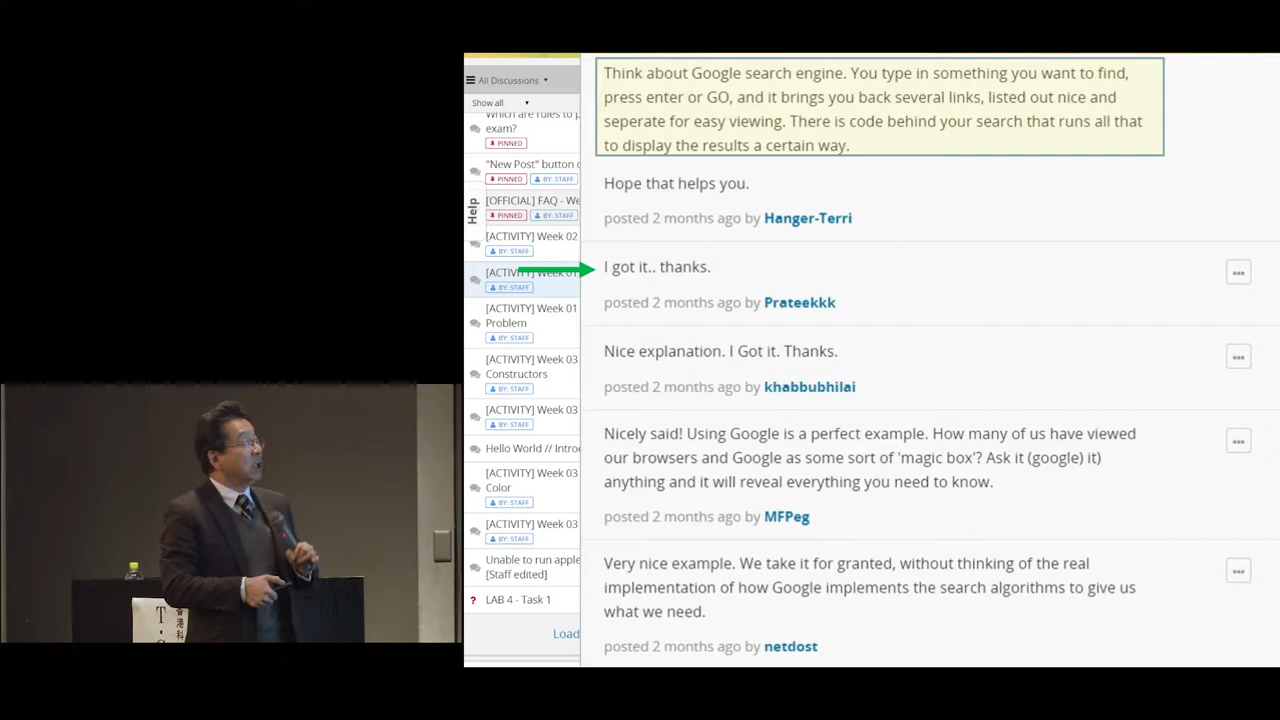 All Discussions
Show all
Which are rules to p
exam?
PINNED
"New Post" button
PINNED BY: STAFF
[OFFICIAL] FAQ - We
PINNED BY: STAFF
Help
[ACTIVITY] Week 02
BY: STAFF
[ACTIVITY] Week 01
BY: STAFF
[ACTIVITY] Week 01
Problem
BY: STAFF
[ACTIVITY] Week 03
Constructors
BY: STAFF
[ACTIVITY] Week 03
BY: STAFF
Hello World // Intro
[ACTIVITY] Week 03
Color
BY: STAFF
[ACTIVITY] Week 03
BY: STAFF
Unable to run apple
[Staff edited]
? LAB 4 - Task 1
Load
Think about Google search engine. You type in something you want to find,
press enter or GO, and it brings you back several links, listed out nice and
seperate for easy viewing. There is code behind your search that runs all that
to display the results a certain way.
Hope that helps you.
posted 2 months ago by Hanger-Terri
I got it.. thanks.
posted 2 months ago by Prateekkk
Nice explanation. I Got it. Thanks.
posted 2 months ago by khabbubhilai
Nicely said! Using Google is a perfect example. How many of us have viewed
our browsers and Google as some sort of 'magic box'? Ask it (google) it)
anything and it will reveal everything you need to know.
posted 2 months ago by MFPeg
Very nice example. We take it for granted, without thinking of the real
implementation of how Google implements the search algorithms to give us
what we need.
posted 2 months ago by netdost
香港科